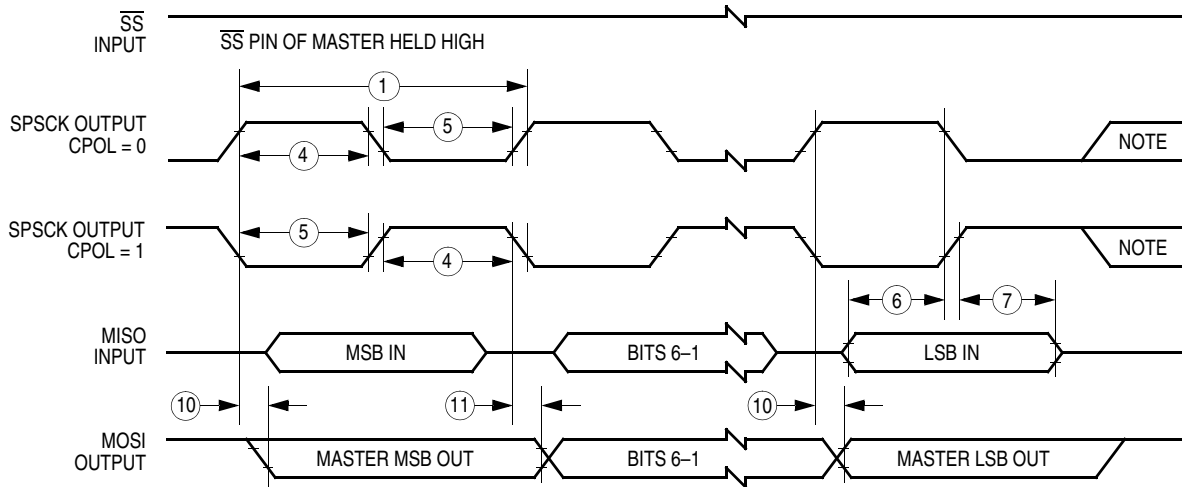 SS
INPUT
SS PIN OF MASTER HELD HIGH
1
SPSCK OUTPUT
CPOL = 0
5
4
NOTE
SPSCK OUTPUT
CPOL = 1
5
4
NOTE
6
7
MISO
INPUT
MSB IN
BITS 6–1
LSB IN
10
11
10
MOSI
OUTPUT
MASTER MSB OUT
BITS 6–1
MASTER LSB OUT